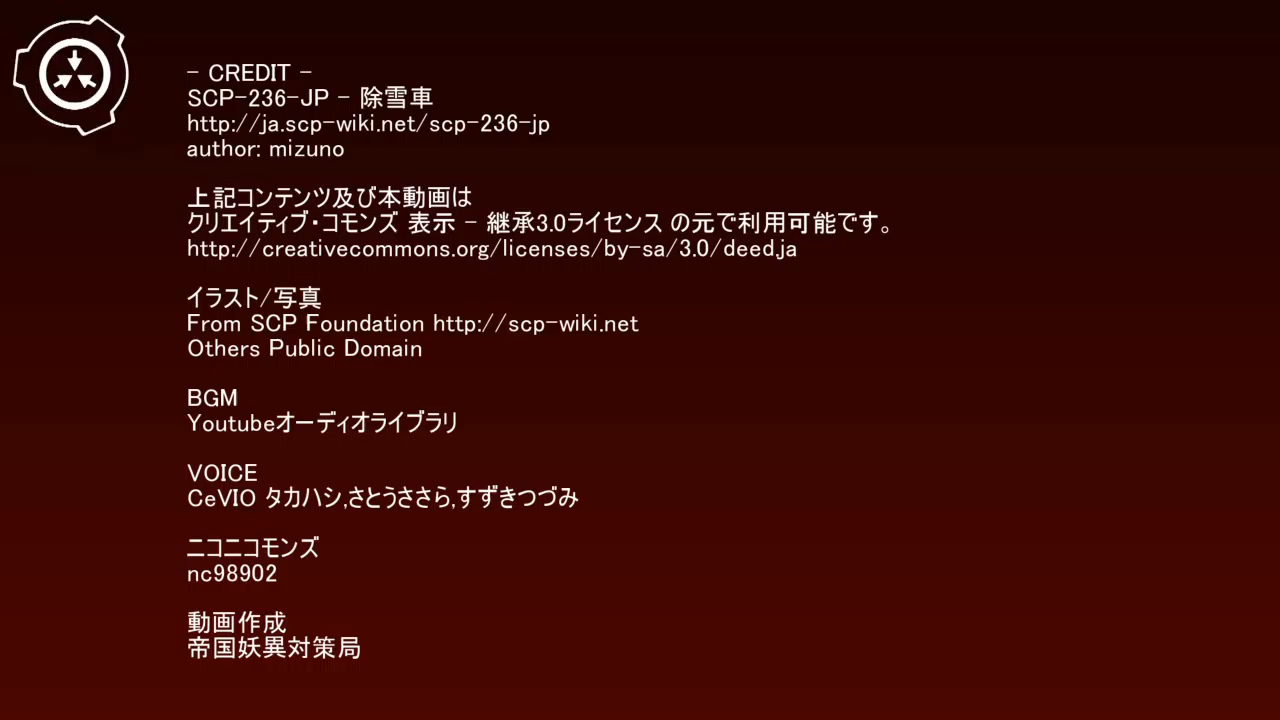 - CREDIT -
SCP-236-JP - 除雪車
http://ja.scp-wiki.net/scp-236-jp
author: mizuno
上記コンテンツ及び本動画は
クリエイティブ・コモンズ 表示 - 継承3.0ライセンス の元で利用可能です。
http://creativecommons.org/licenses/by-sa/3.0/deed.ja
イラスト/写真
From SCP Foundation http://scp-wiki.net
Others Public Domain
BGM
Youtubeオーディオライブラリ
VOICE
CeVIO タカハシ,さとうささら,すずきつづみ
ニコニコモンズ
nc98902
動画作成
帝国妖異対策局